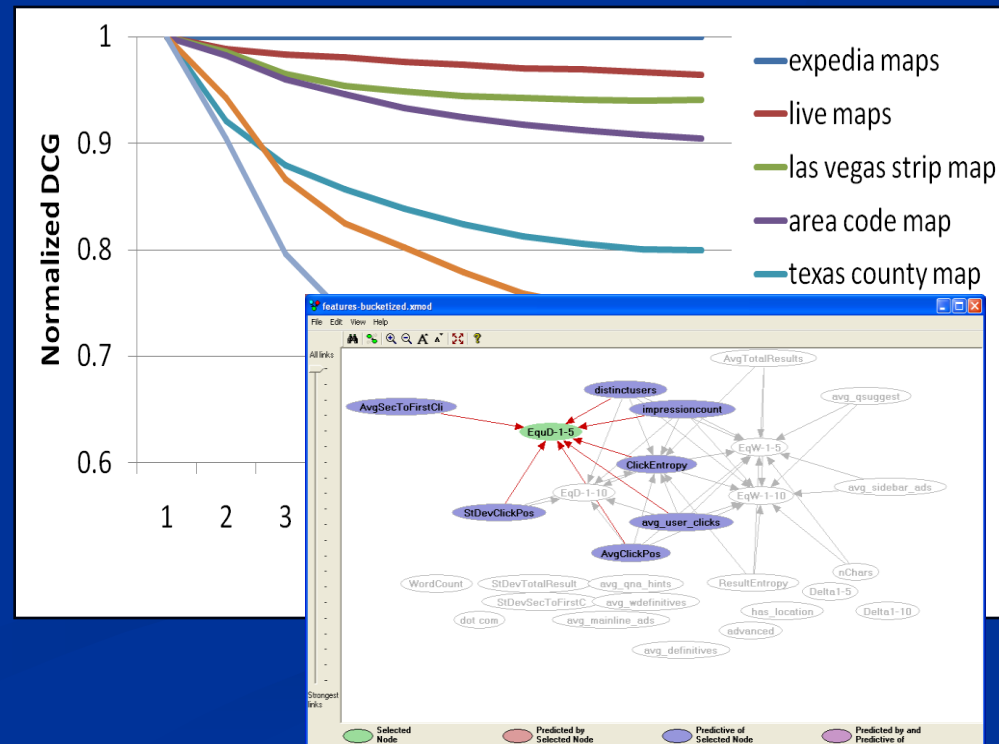 1
0.9
0.8
0.7
0.6
Normalized DCG
1 2 3
expedia maps
live maps
las vegas strip map
area code map
texas county map
features-bucketized.xmod
File Edit View Help
All links
Strongest links
AvgTotalResults
distinctusers
avg_qsuggest
AvgSecToFirstCli
impressioncount
EquD-1-5
EqW-1-5
ClickEntropy
avg_sidebar_ads
EqD-1-10
EqW-1-10
StDevClickPos
avg_user_clicks
AvgClickPos
nChars
WordCount
StDevTotalResult
avg_qna_hints
ResultEntropy
Delta1-5
StDevSecToFirstC
avg_wdefinitives
has_location
Delta1-10
dot com
avg_mainline_ads
advanced
avg_definitives
Selected
Node
Predicted by
Selected Node
Predictive of
Selected Node
Predicted by and
Predictive of